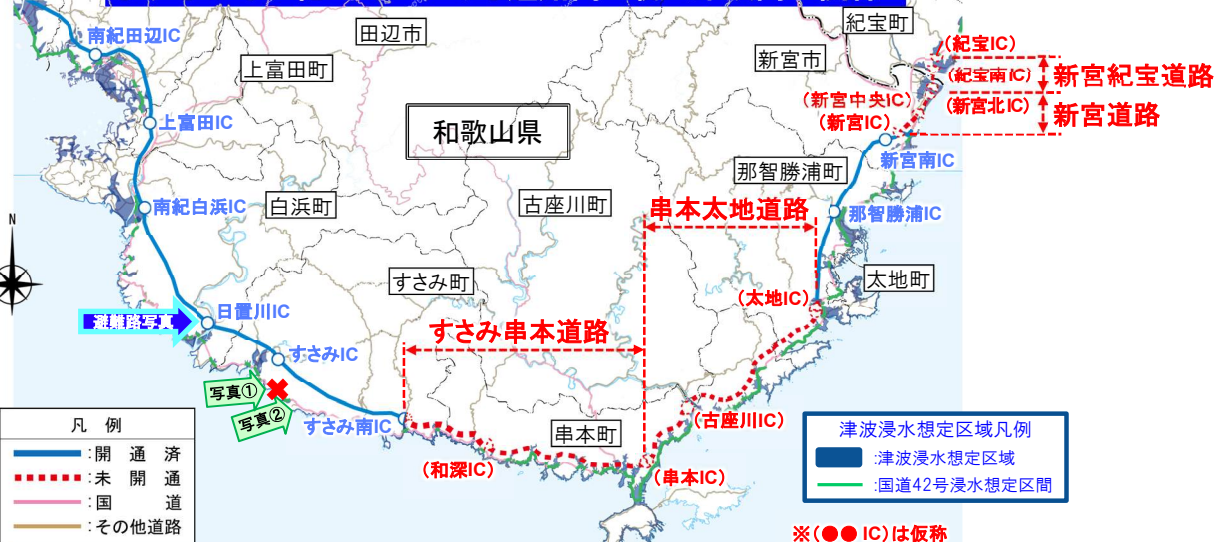 紀宝町
南紀田辺IC
田辺市
(紀宝IC)
新宮市
上富田町
(紀宝南IC)
新宮紀宝道路
(新宮中央IC)
(新宮北IC)
新宮道路
上富田IC
(新宮IC)
和歌山県
新宮南IC
那智勝浦町
南紀白浜IC
白浜町
古座川町
串本太地道路
那智勝浦IC
N
すさみ町
太地町
(太地IC)
日置川IC
避難路写真
すさみ串本道路
すさみIC
写真①
写真②
すさみ南IC
(古座川IC)
串本町
(和深IC)
(串本IC)
凡 例
:開 通 済
:未 開 通
:国 道
:その他道路
津波浸水想定区域凡例
:津波浸水想定区域
:国道42号浸水想定区間
※(●● IC)は仮称